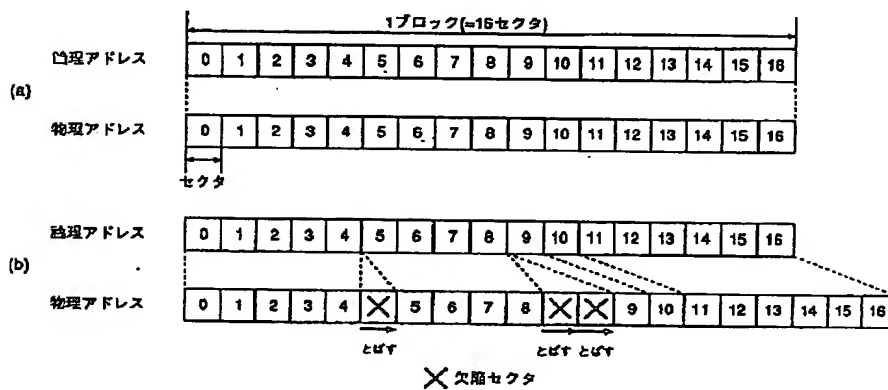 1ブロック(=16セクタ)
論理アドレス 0 1 2 3 4 5 6 7 8 9 10 11 12 13 14 15 16
(a)
物理アドレス 0 1 2 3 4 5 6 7 8 9 10 11 12 13 14 15 16
セクタ
論理アドレス 0 1 2 3 4 5 6 7 8 9 10 11 12 13 14 15 16
(b)
物理アドレス 0 1 2 3 4 5 6 7 8 9 10 11 12 13 14 15 16
とばす とばす とばす
欠陥セクタ